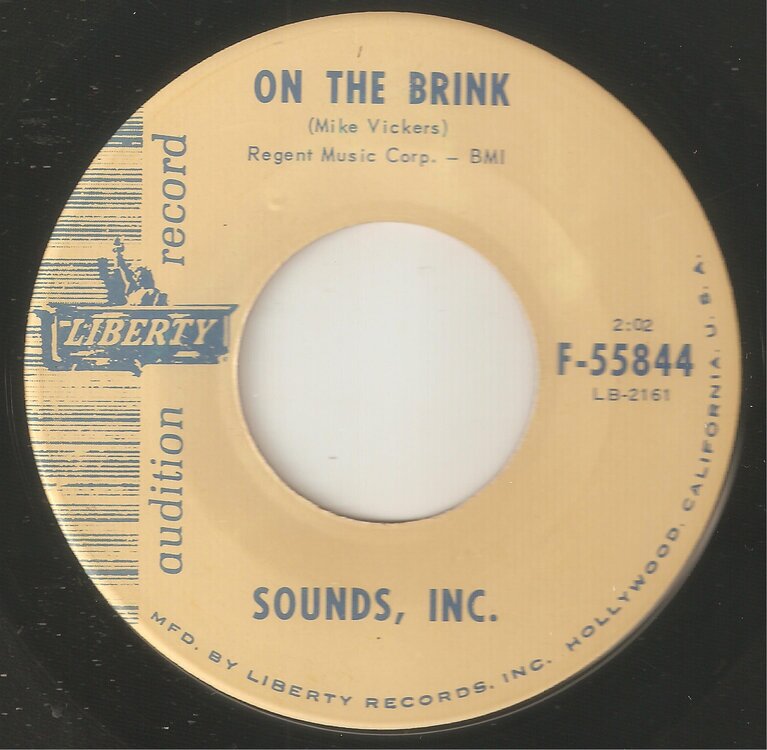 ON THE BRINK
(Mike Vickers)
Regent Music Corp. — BMI
audition record
LIBERTY
2:02
F-55844
LB-2161
SOUNDS, INC.
MFD. BY LIBERTY RECORDS, INC. HOLLYWOOD, CALIFORNIA, U. S. A.